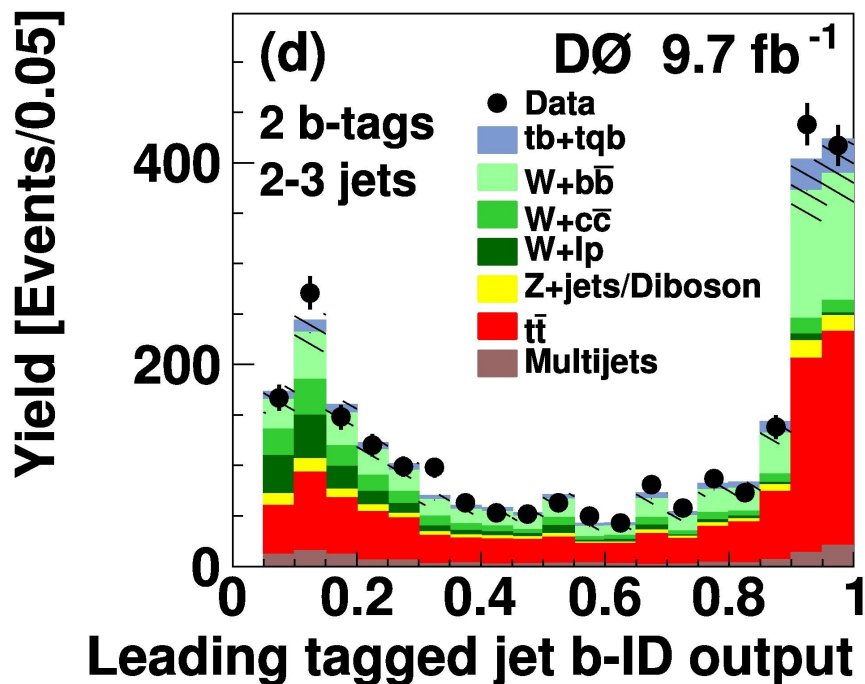 (d) DØ 9.7 fb⁻¹
2 b-tags
2-3 jets
Data
tb+tqb
W+bb̄
W+cc̄
W+lp
Z+jets/Diboson
tt̄
Multijets
Yield [Events/0.05]
400
200
0
0 0.2 0.4 0.6 0.8 1
Leading tagged jet b-ID output